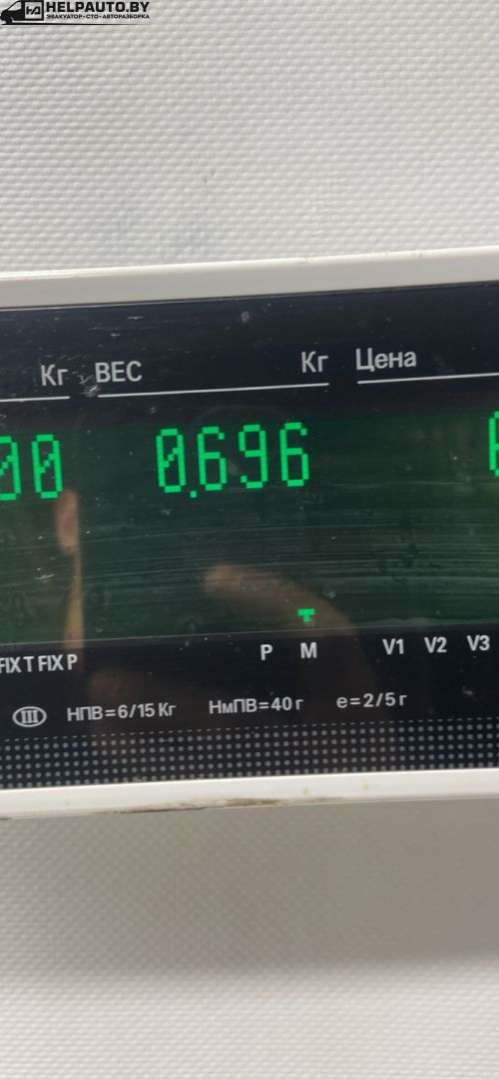 HELPAUTO.BY
ЭВАКУАТОР-СТО-АВТОРАЗБОРКА
Кг ВЕС Кг Цена
00 0.696
FIX T FIX P P M V1 V2 V3
III НПВ=6/15 Кг НмПВ=40 г e=2/5 г